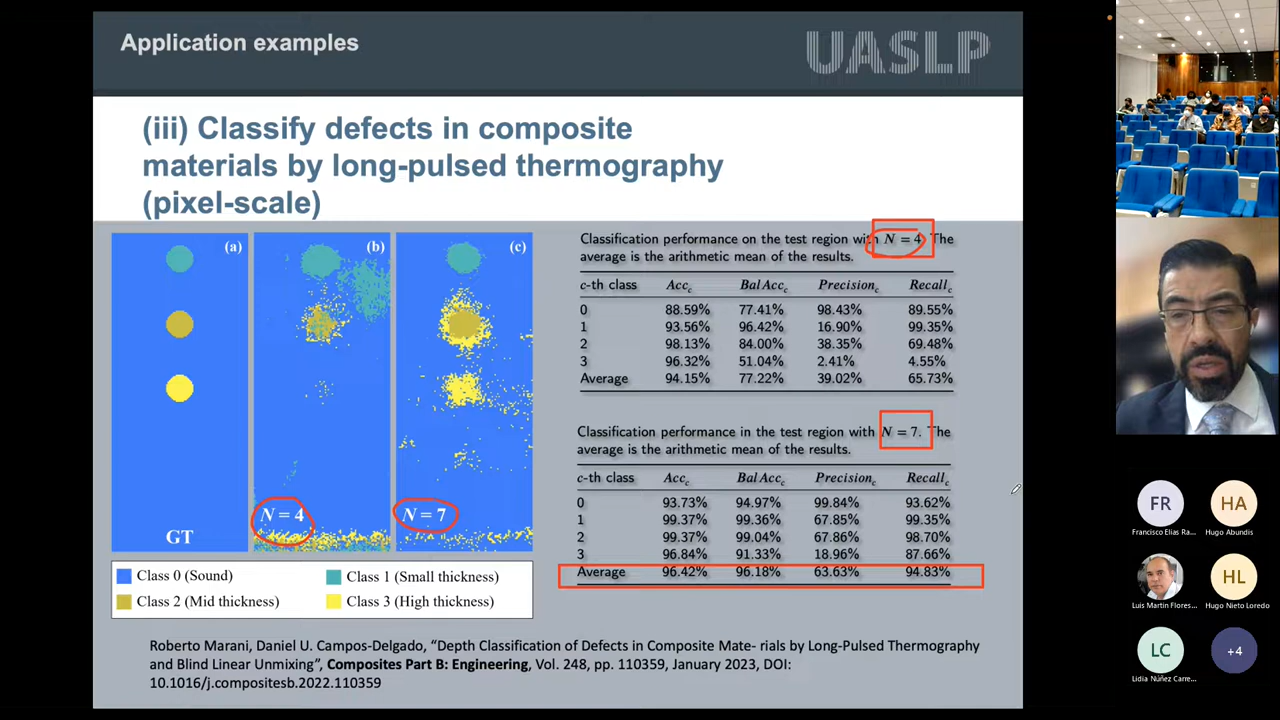 Application examples
UASLP
(iii) Classify defects in composite
materials by long-pulsed thermography
(pixel-scale)
(a)
(b)
(c)
GT
N = 4
N = 7
Class 0 (Sound)
Class 1 (Small thickness)
Class 2 (Mid thickness)
Class 3 (High thickness)
Classification performance on the test region with N = 4. The
average is the arithmetic mean of the results.
c-th class Acc_c Bal Acc_c Precision_c Recall_c
0 88.59% 77.41% 98.43% 89.55%
1 93.56% 96.42% 16.90% 99.35%
2 98.13% 84.00% 38.35% 69.48%
3 96.32% 51.04% 2.41% 4.55%
Average 94.15% 77.22% 39.02% 65.73%
Classification performance in the test region with N = 7. The
average is the arithmetic mean of the results.
c-th class Acc_c Bal Acc_c Precision_c Recall_c
0 93.73% 94.97% 99.84% 93.62%
1 99.37% 99.36% 67.85% 99.35%
2 99.37% 99.04% 67.86% 98.70%
3 96.84% 91.33% 18.96% 87.66%
Average 96.42% 96.18% 63.63% 94.83%
Roberto Marani, Daniel U. Campos-Delgado, “Depth Classification of Defects in Composite Mate- rials by Long-Pulsed Thermography
and Blind Linear Unmixing”, Composites Part B: Engineering, Vol. 248, pp. 110359, January 2023, DOI:
10.1016/j.compositesb.2022.110359
FR
HA
Francisco Elias Ra...
Hugo Abundis
HL
Luis Martin Flores...
Hugo Nieto Loredo
LC
+4
Lidia Núñez Carre...